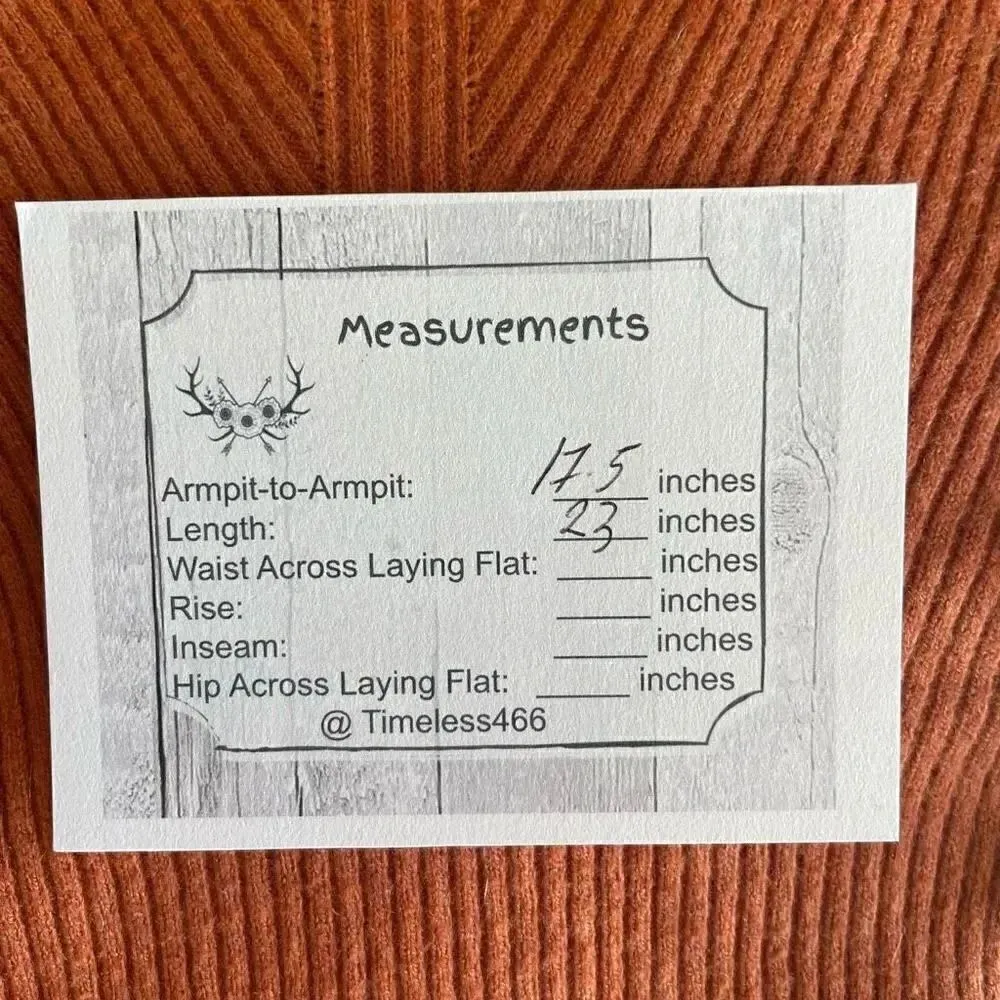 Measurements
Armpit-to-Armpit: 17.5 inches
Length: 23 inches
Waist Across Laying Flat: ______ inches
Rise: ______ inches
Inseam: ______ inches
Hip Across Laying Flat: ______ inches
@ Timeless466